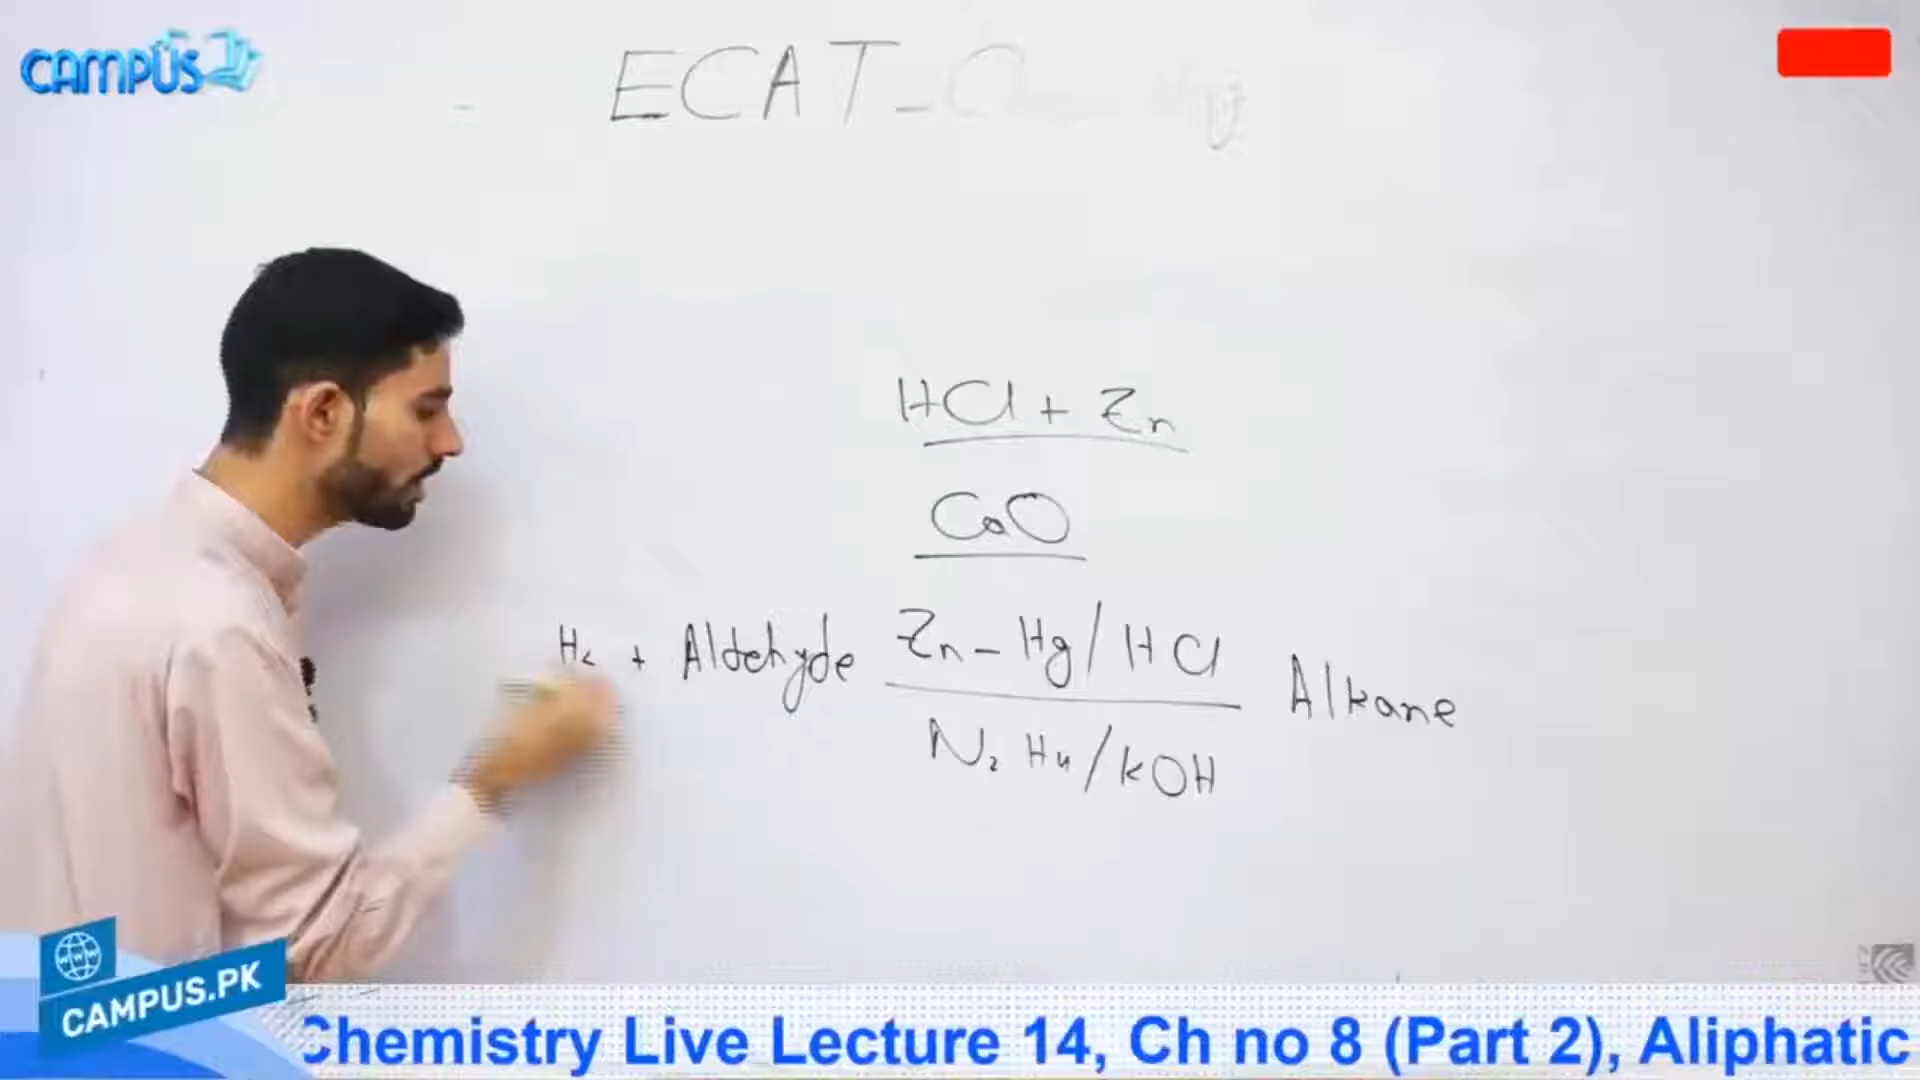 CAMPUS
ECAT-
HCl + Zn
CaO
H₂ + Aldehyde Zn-Hg/HCl Alkane
N₂H₄/KOH
www
CAMPUS.PK
Chemistry Live Lecture 14, Ch no 8 (Part 2), Aliphatic